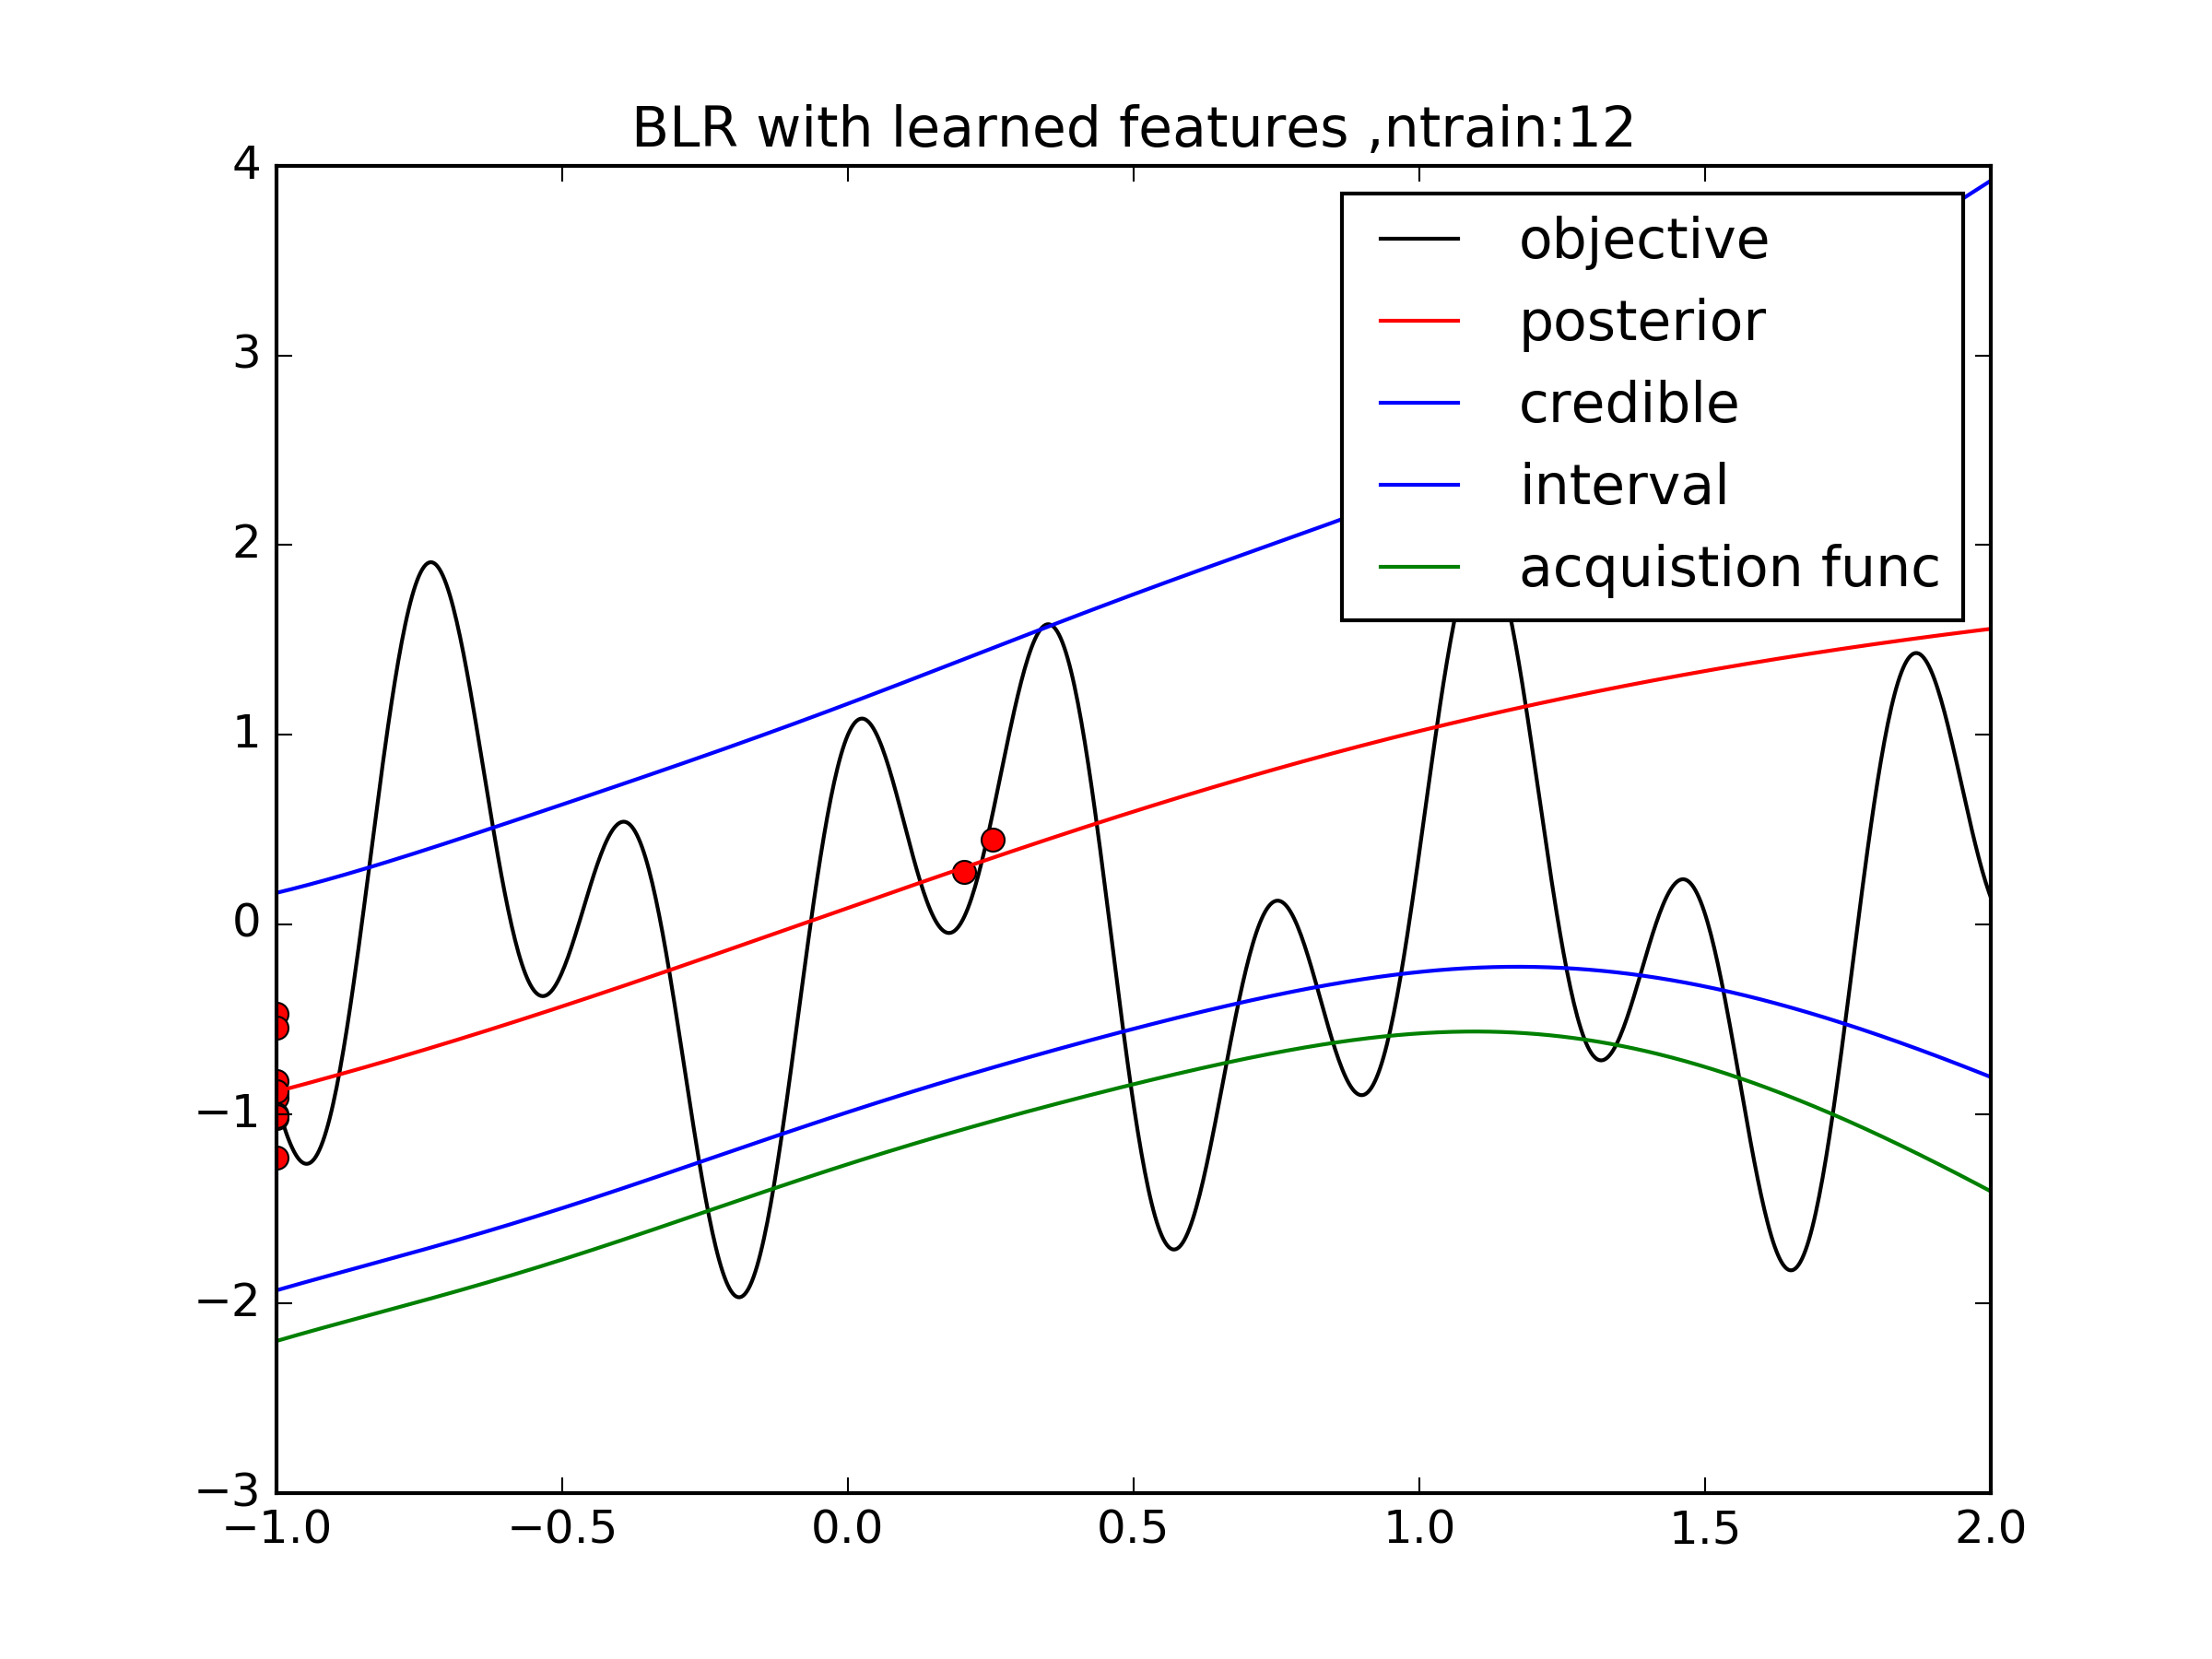 BLR with learned features ,ntrain:12
4
3
2
1
0
−1
−2
−3
−1.0 −0.5 0.0 0.5 1.0 1.5 2.0
objective
posterior
credible
interval
acquistion func